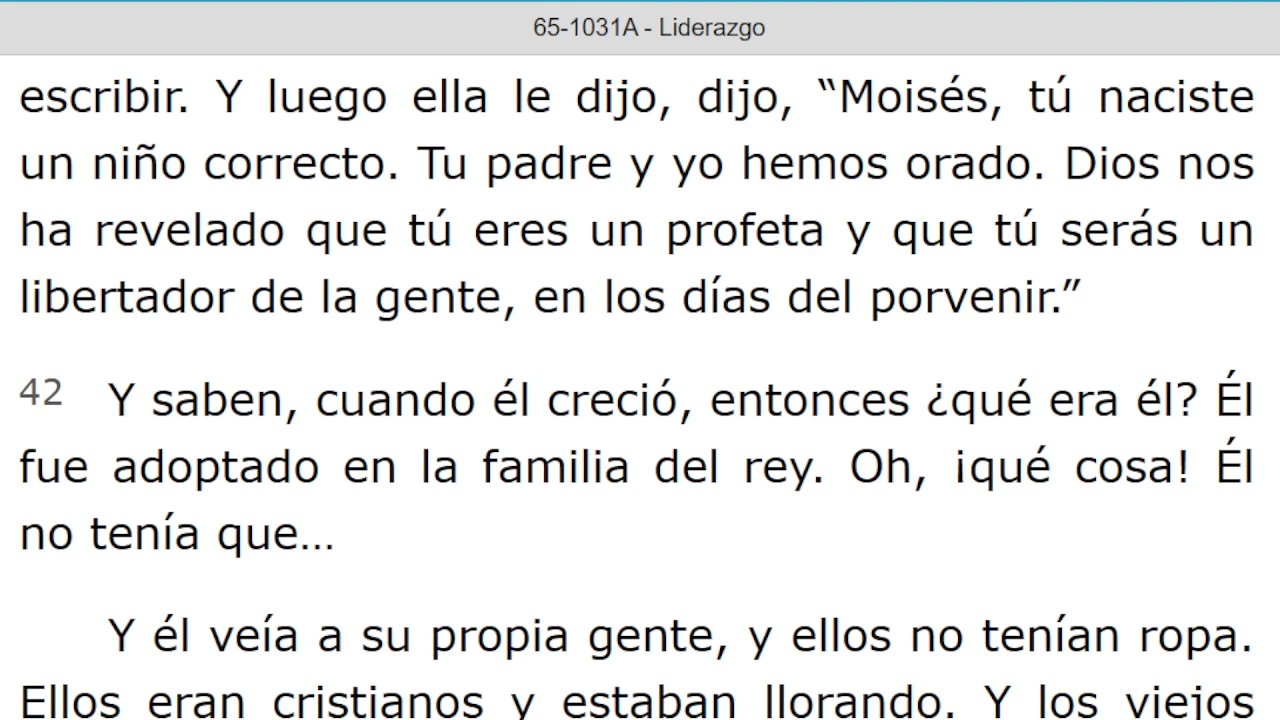 65-1031A - Liderazgo
escribir. Y luego ella le dijo, dijo, “Moisés, tú naciste
un niño correcto. Tu padre y yo hemos orado. Dios nos
ha revelado que tú eres un profeta y que tú serás un
libertador de la gente, en los días del porvenir.”
42 Y saben, cuando él creció, entonces ¿qué era él? Él
fue adoptado en la familia del rey. Oh, ¡qué cosa! Él
no tenía que…
Y él veía a su propia gente, y ellos no tenían ropa.
Ellos eran cristianos y estaban llorando. Y los viejos